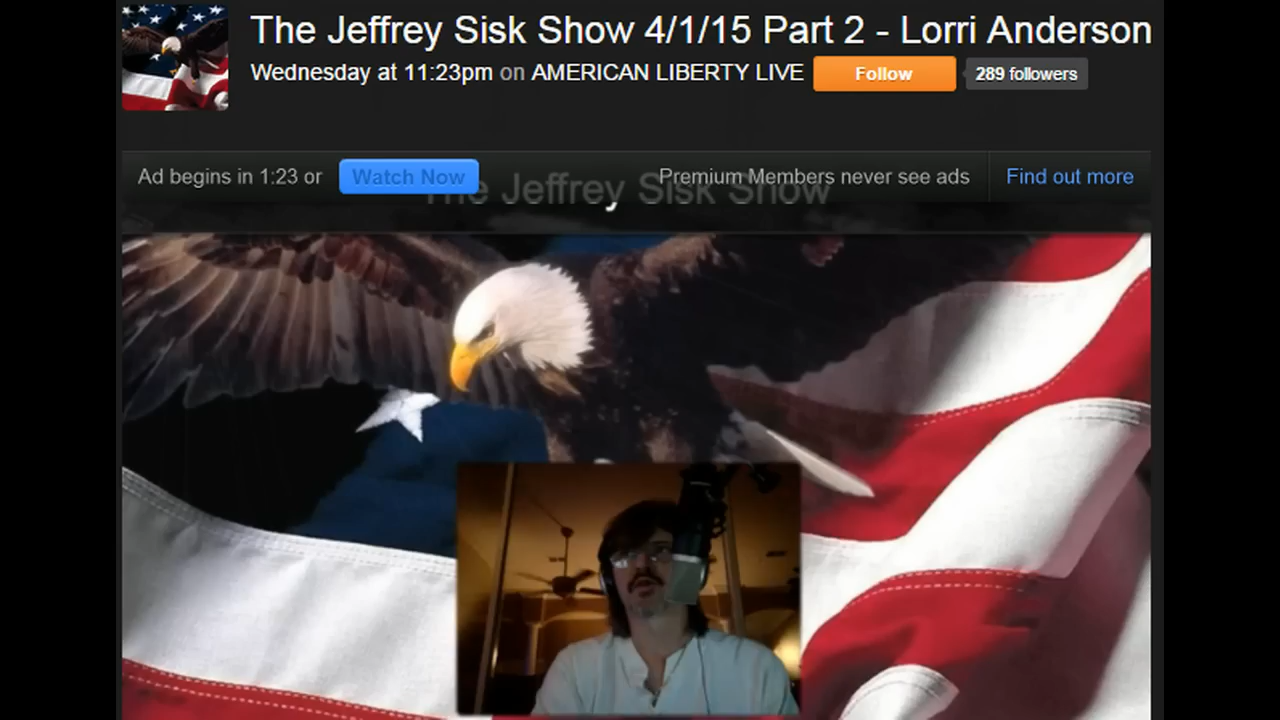 The Jeffrey Sisk Show 4/1/15 Part 2 - Lorri Anderson
Wednesday at 11:23pm on AMERICAN LIBERTY LIVE Follow 289 followers
Ad begins in 1:23 or Watch Now Premium Members never see ads Find out more
The Jeffrey Sisk Show